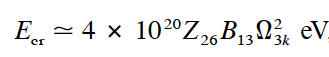 E_cr ≃ 4 × 10^20 Z_26 B_13 Ω_3k^2 eV,